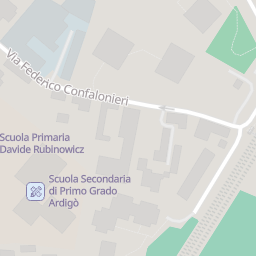 Via Federico Confalonieri
Scuola Primaria
Davide Rubinowicz
Scuola Secondaria
di Primo Grado
Ardigò